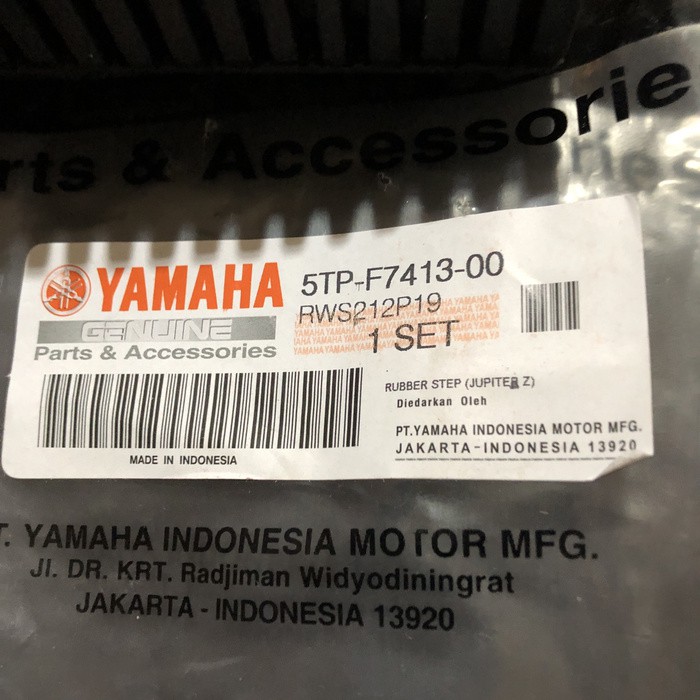 arts & Accessorie
ries
YAMAHA
GENUINE
Parts & Accessories
5TP-F7413-00
RWS212P19
1 SET
RUBBER STEP (JUPITER Z)
Diedarkan Oleh
PT.YAMAHA INDONESIA MOTOR MFG.
JAKARTA-INDONESIA 13920
MADE IN INDONESIA
T. YAMAHA INDONESIA MOTOR MFG.
Jl. DR. KRT. Radjiman Widyodiningrat
JAKARTA - INDONESIA 13920